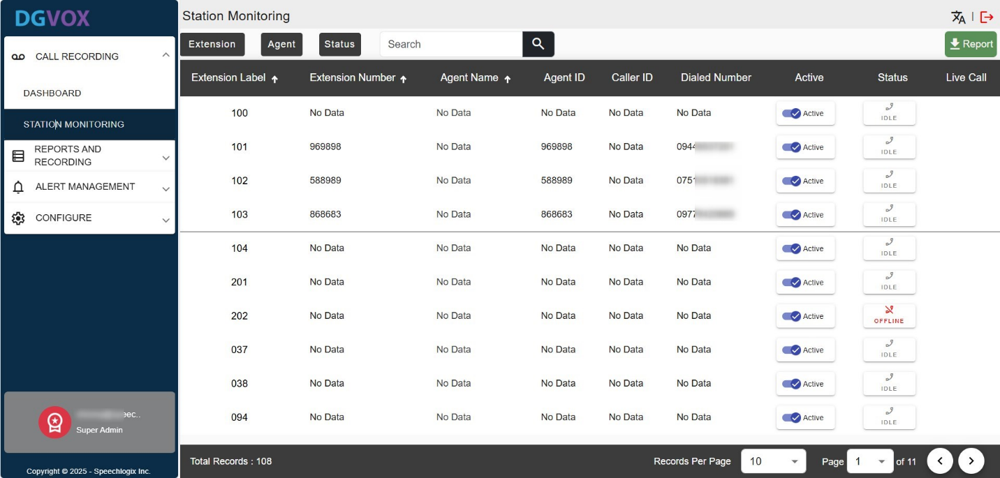 DGVOX
Station Monitoring
CALL RECORDING
DASHBOARD
STATION MONITORING
REPORTS AND
RECORDING
ALERT MANAGEMENT
CONFIGURE
Super Admin
Copyright © 2025 - Speechlogix Inc.
Extension Agent Status Search Report
Extension Label Extension Number Agent Name Agent ID Caller ID Dialed Number Active Status Live Call
100 No Data No Data No Data No Data No Data Active IDLE
101 969898 No Data 969898 No Data 094 Active IDLE
102 588989 No Data 588989 No Data 075 Active IDLE
103 868683 No Data 868683 No Data 097 Active IDLE
104 No Data No Data No Data No Data No Data Active IDLE
201 No Data No Data No Data No Data No Data Active IDLE
202 No Data No Data No Data No Data No Data Active OFFLINE
037 No Data No Data No Data No Data No Data Active IDLE
038 No Data No Data No Data No Data No Data Active IDLE
094 No Data No Data No Data No Data No Data Active IDLE
Total Records : 108 Records Per Page 10 Page 1 of 11